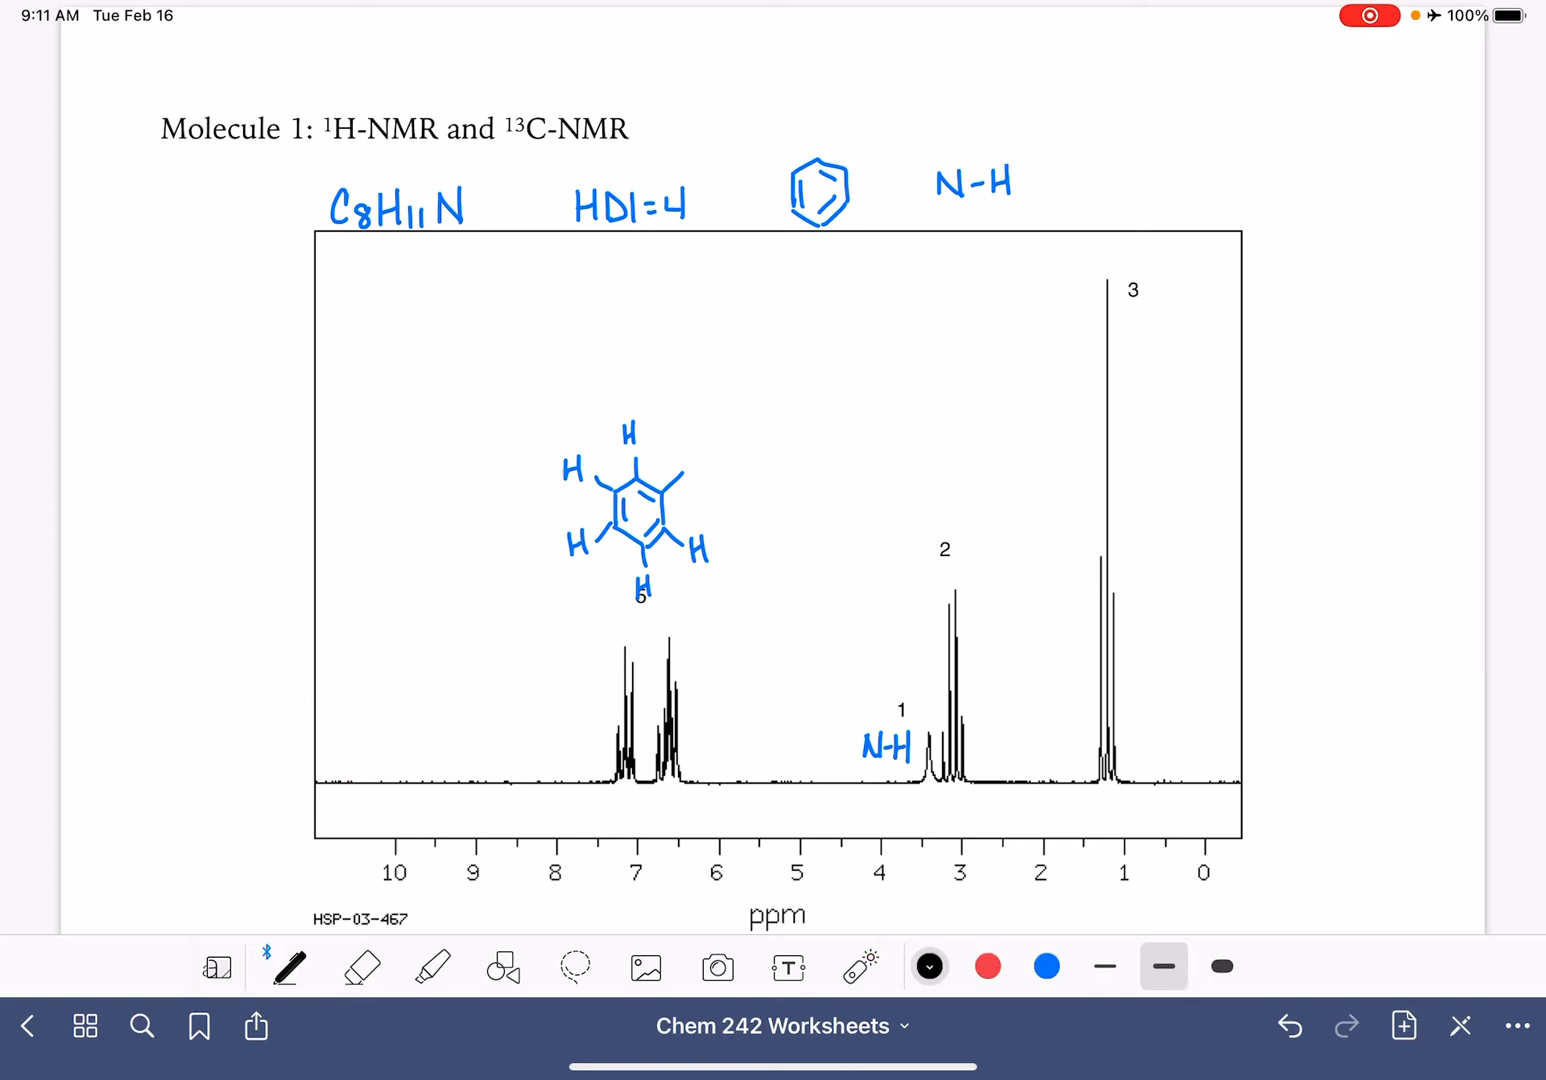 9:11 AM Tue Feb 16
100%
Molecule 1: ¹H-NMR and ¹³C-NMR
C₈H₁₁N HDI=4 N-H
3
H
H
2
H
H
H
5
1
N-H
10 9 8 7 6 5 4 3 2 1 0
HSP-03-467
ppm
T
Chem 242 Worksheets